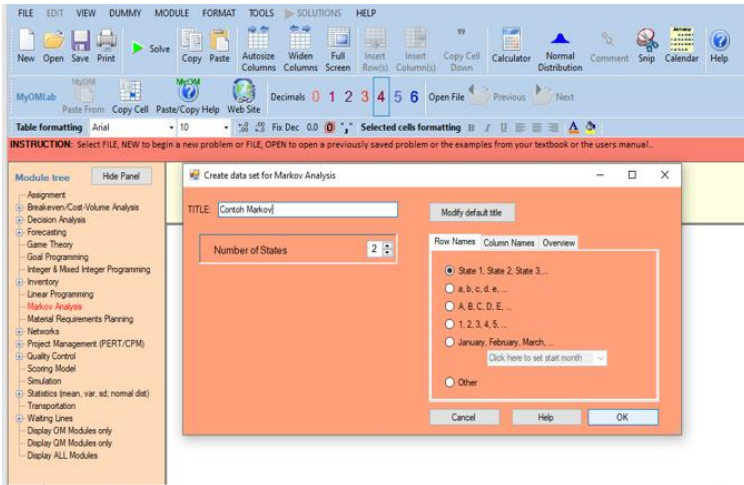 FILE EDIT VIEW DUMMY MODULE FORMAT TOOLS SOLUTIONS HELP
New Open Save Print Solve Copy Paste Autosize Columns Widen Columns Full Screen Insert Row(s) Insert Column(s) Copy Cell Down Calculator Normal Distribution Comment Snip Calendar Help
January
MyOMLab MyOM Paste From Copy Cell MyOM Paste/Copy Help Web Site Decimals 0 1 2 3 4 5 6 Open File Previous Next
Table formatting Arial 10 Fix Dec 0.0 Selected cells formatting B I U A
INSTRUCTION: Select FILE, NEW to begin a new problem or FILE, OPEN to open a previously saved problem or the examples from your textbook or the users manual..
Module tree Hide Panel
Assignment
Breakeven/Cost-Volume Analysis
Decision Analysis
Forecasting
Game Theory
Goal Programming
Integer & Mixed Integer Programming
Inventory
Linear Programming
Markov Analysis
Material Requirements Planning
Networks
Project Management (PERT/CPM)
Quality Control
Scoring Model
Simulation
Statistics (mean, var, sd; normal dist)
Transportation
Waiting Lines
Display OM Modules only
Display QM Modules only
Display ALL Modules
Create data set for Markov Analysis
TITLE: Contoh Markov
Modify default title
Number of States 2
Row Names Column Names Overview
State 1, State 2, State 3,...
a, b, c, d, e, ...
A, B, C, D, E, ...
1, 2, 3, 4, 5, ...
January, February, March, ...
Click here to set start month
Other
Cancel Help OK